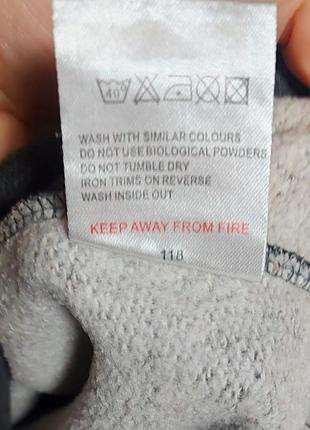 40°
WASH WITH SIMILAR COLOURS
DO NOT USE BIOLOGICAL POWDERS
DO NOT TUMBLE DRY
IRON TRIMS ON REVERSE
WASH INSIDE OUT
KEEP AWAY FROM FIRE
118